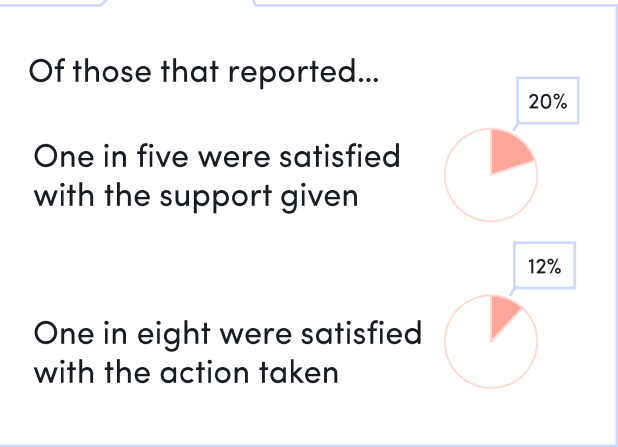 Of those that reported...
20%
One in five were satisfied
with the support given
12%
One in eight were satisfied
with the action taken